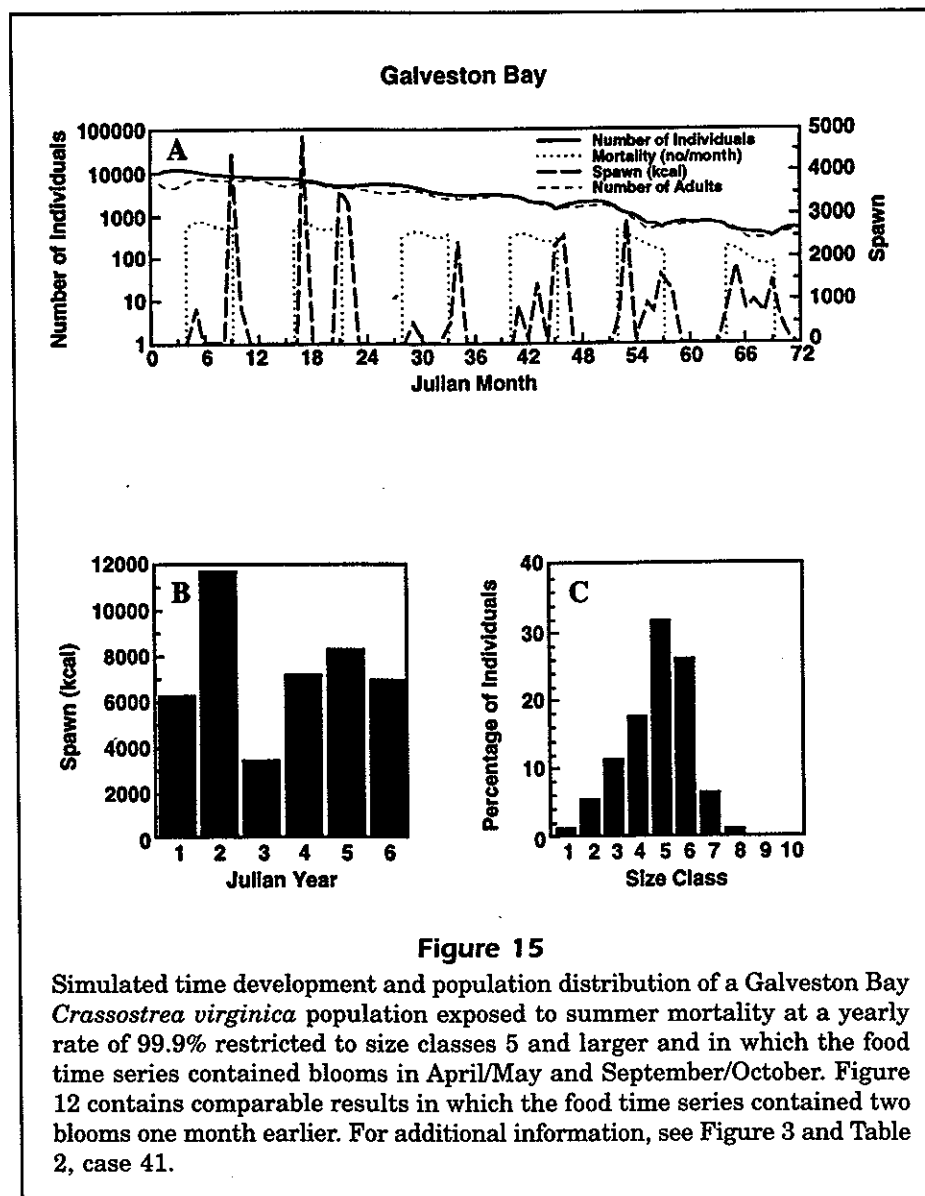 Galveston Bay
A
Number of Individuals
100000
10000
1000
100
10
1
Number of Individuals
Mortality (no/month)
Spawn (kcal)
Number of Adults
5000
4000
3000
2000
1000
0
Spawn
0 6 12 18 24 30 36 42 48 54 60 66 72
Julian Month
B
Spawn (kcal)
12000
10000
8000
6000
4000
2000
0
1 2 3 4 5 6
Julian Year
C
Percentage of Individuals
40
30
20
10
0
1 2 3 4 5 6 7 8 9 10
Size Class
Figure 15
Simulated time development and population distribution of a Galveston Bay
Crassostrea virginica population exposed to summer mortality at a yearly
rate of 99.9% restricted to size classes 5 and larger and in which the food
time series contained blooms in April/May and September/October. Figure
12 contains comparable results in which the food time series contained two
blooms one month earlier. For additional information, see Figure 3 and Table
2, case 41.